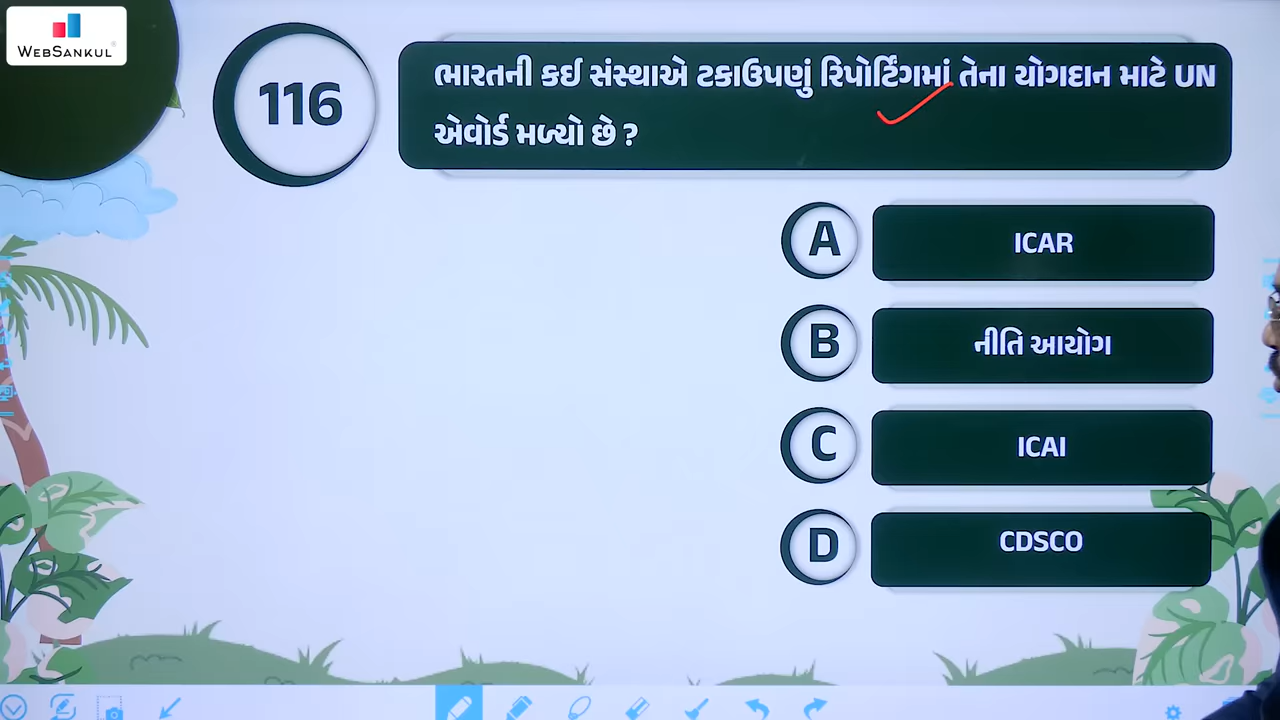 WEBSANKUL
116
ભારતની કઈ સંસ્થાએ ટકાઉપણું રિપોર્ટિંગમાં તેના યોગદાન માટે UN
એવોર્ડ મળ્યો છે ?
A
ICAR
B
નીતિ આયોગ
C
ICAI
D
CDSCO